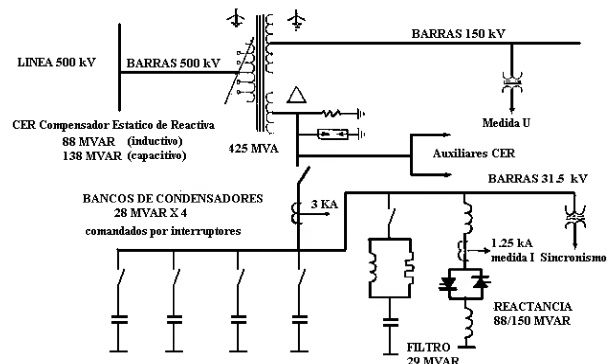 BARRAS 150 kV
LINEA 500 kV
BARRAS 500 kV
Medida U
CER Compensador Estatico de Reactiva
88 MVAR (inductivo)
138 MVAR (capacitivo)
425 MVA
Auxiliares CER
BARRAS 31.5 kV
BANCOS DE CONDENSADORES
28 MVAR X 4
comandados por interruptores
3 KA
1.25 kA
medida I Sincronismo
REACTANCIA
88/150 MVAR
FILTRO
29 MVAR